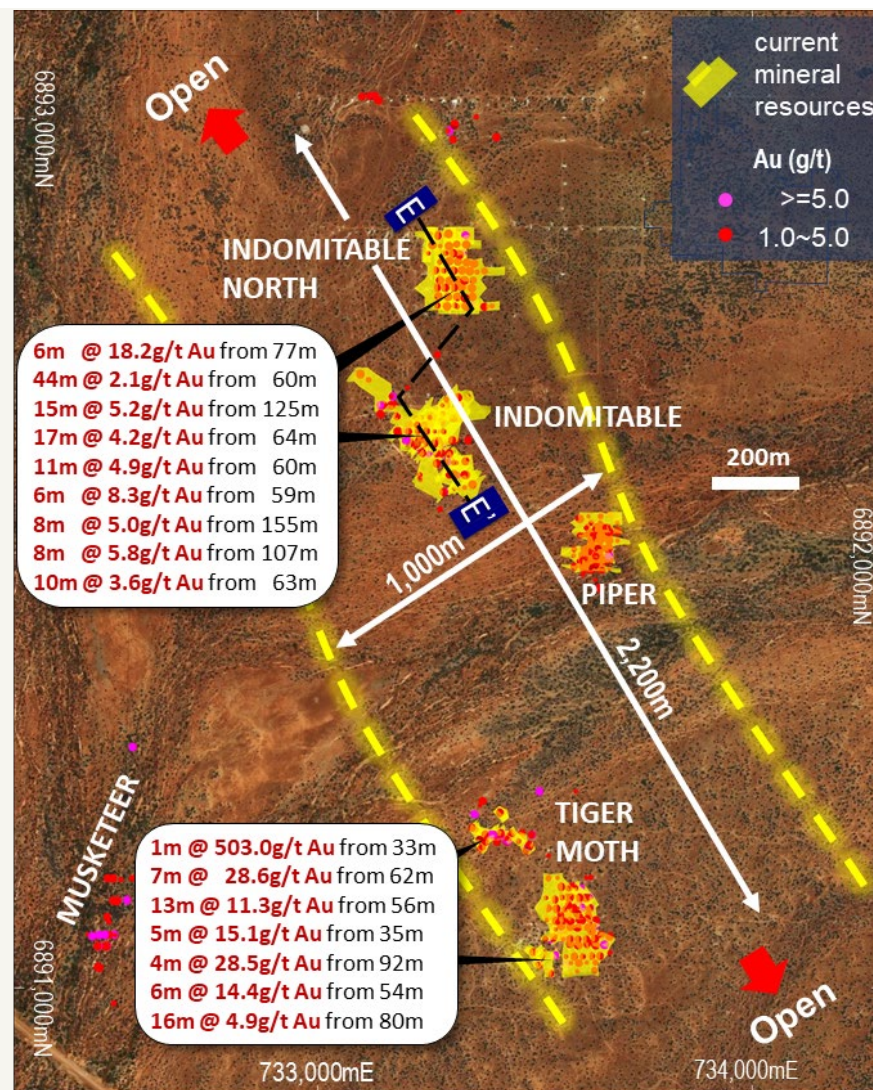 current
mineral
resources
Au (g/t)
>=5.0
1.0~5.0
6893,000mN
Open
E
INDOMITABLE
NORTH
6m @ 18.2g/t Au from 77m
44m @ 2.1g/t Au from 60m
15m @ 5.2g/t Au from 125m
17m @ 4.2g/t Au from 64m
11m @ 4.9g/t Au from 60m
6m @ 8.3g/t Au from 59m
8m @ 5.0g/t Au from 155m
8m @ 5.8g/t Au from 107m
10m @ 3.6g/t Au from 63m
INDOMITABLE
200m
E'
6892,000mN
1,000m
PIPER
2,200m
MUSKETEER
TIGER
MOTH
1m @ 503.0g/t Au from 33m
7m @ 28.6g/t Au from 62m
13m @ 11.3g/t Au from 56m
5m @ 15.1g/t Au from 35m
4m @ 28.5g/t Au from 92m
6m @ 14.4g/t Au from 54m
16m @ 4.9g/t Au from 80m
6891,000mN
Open
733,000mE
734,000mE